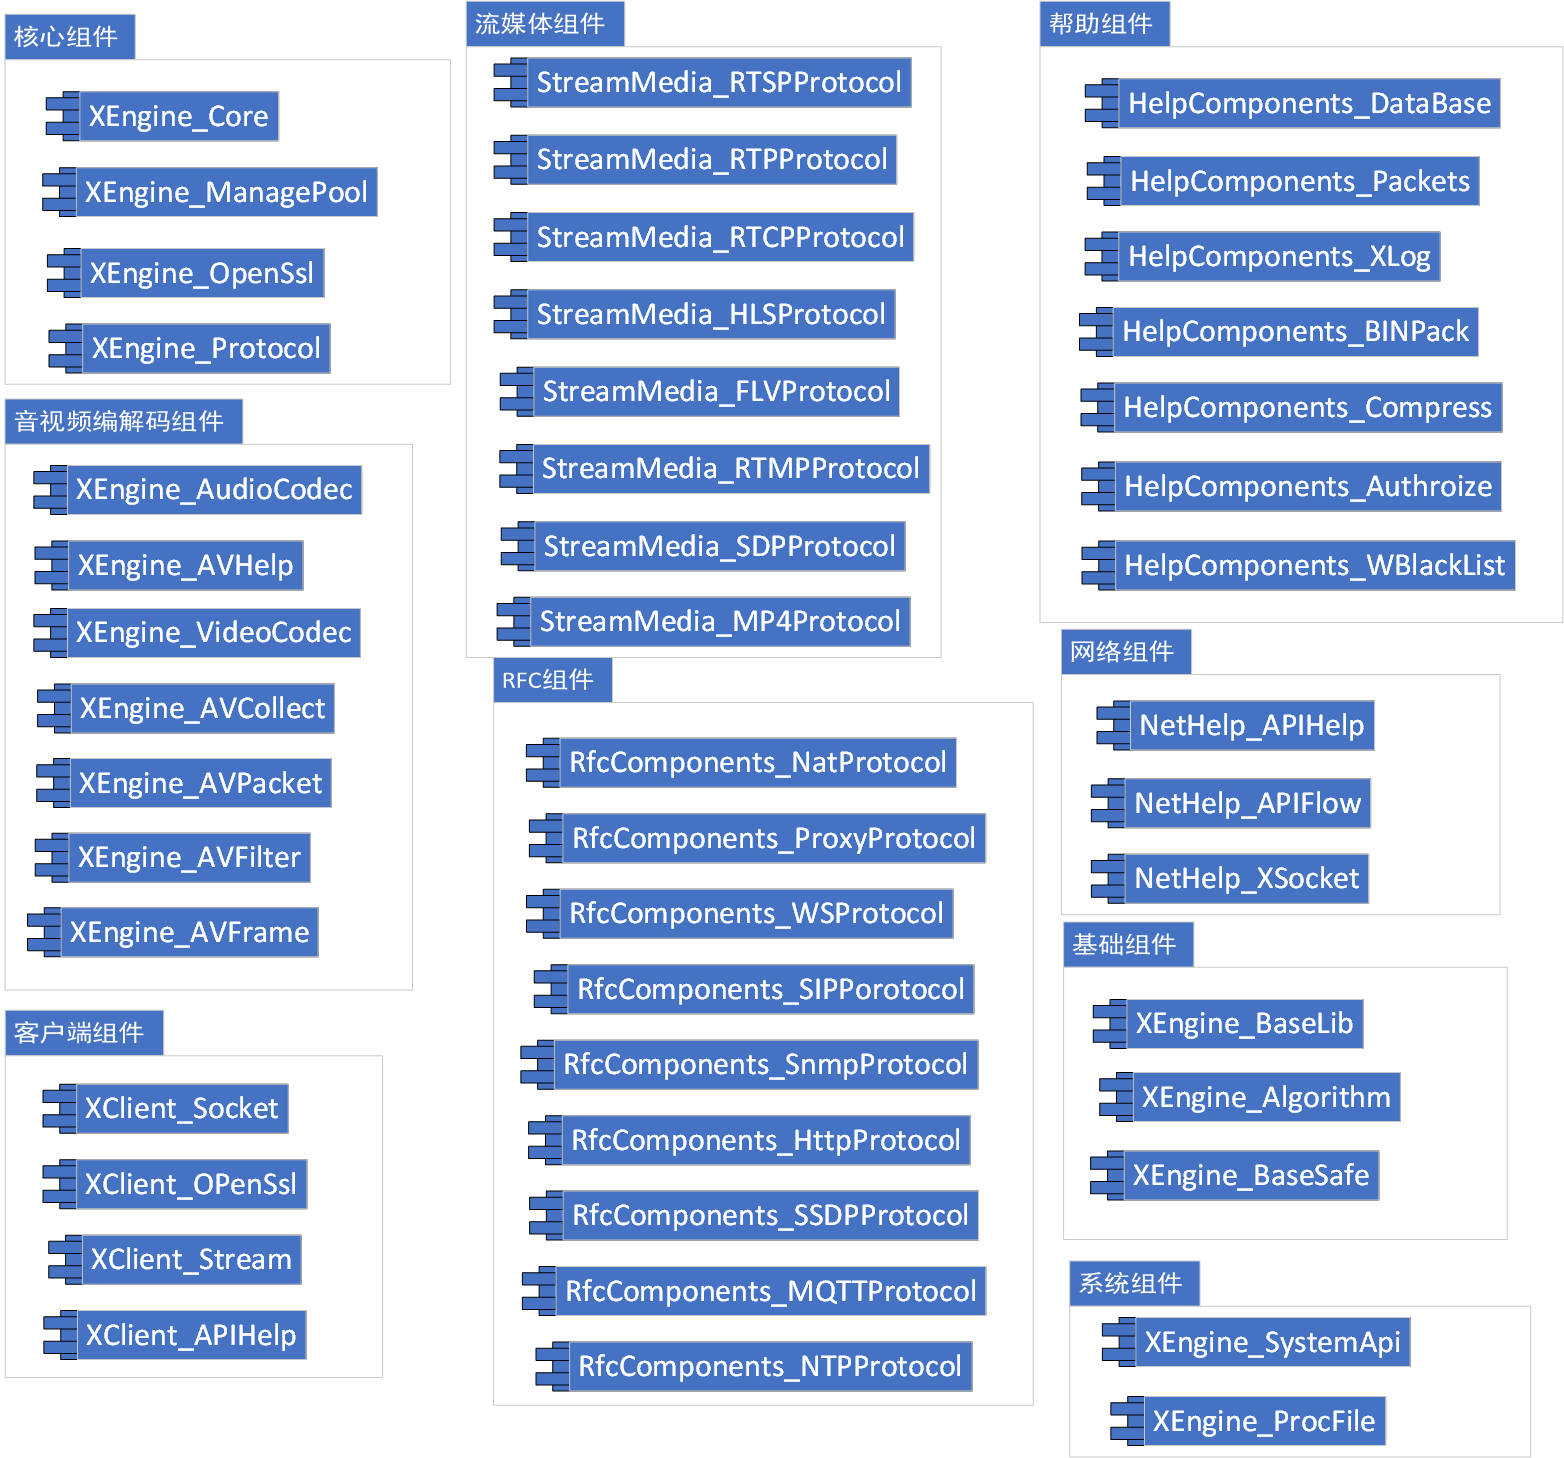 核心组件
XEngine_Core
XEngine_ManagePool
XEngine_OpenSsl
XEngine_Protocol
音视频编解码组件
XEngine_AudioCodec
XEngine_AVHelp
XEngine_VideoCodec
XEngine_AVCollect
XEngine_AVPacket
XEngine_AVFilter
XEngine_AVFrame
客户端组件
XClient_Socket
XClient_OPenSsl
XClient_Stream
XClient_APIHelp
流媒体组件
StreamMedia_RTSPProtocol
StreamMedia_RTPProtocol
StreamMedia_RTCPProtocol
StreamMedia_HLSProtocol
StreamMedia_FLVProtocol
StreamMedia_RTMPProtocol
StreamMedia_SDPProtocol
StreamMedia_MP4Protocol
RFC组件
RfcComponents_NatProtocol
RfcComponents_ProxyProtocol
RfcComponents_WSProtocol
RfcComponents_SIPPorotocol
RfcComponents_SnmpProtocol
RfcComponents_HttpProtocol
RfcComponents_SSDPProtocol
RfcComponents_MQTTProtocol
RfcComponents_NTPProtocol
帮助组件
HelpComponents_DataBase
HelpComponents_Packets
HelpComponents_XLog
HelpComponents_BINPack
HelpComponents_Compress
HelpComponents_Authroize
HelpComponents_WBlackList
网络组件
NetHelp_APIHelp
NetHelp_APIFlow
NetHelp_XSocket
基础组件
XEngine_BaseLib
XEngine_Algorithm
XEngine_BaseSafe
系统组件
XEngine_SystemApi
XEngine_ProcFile